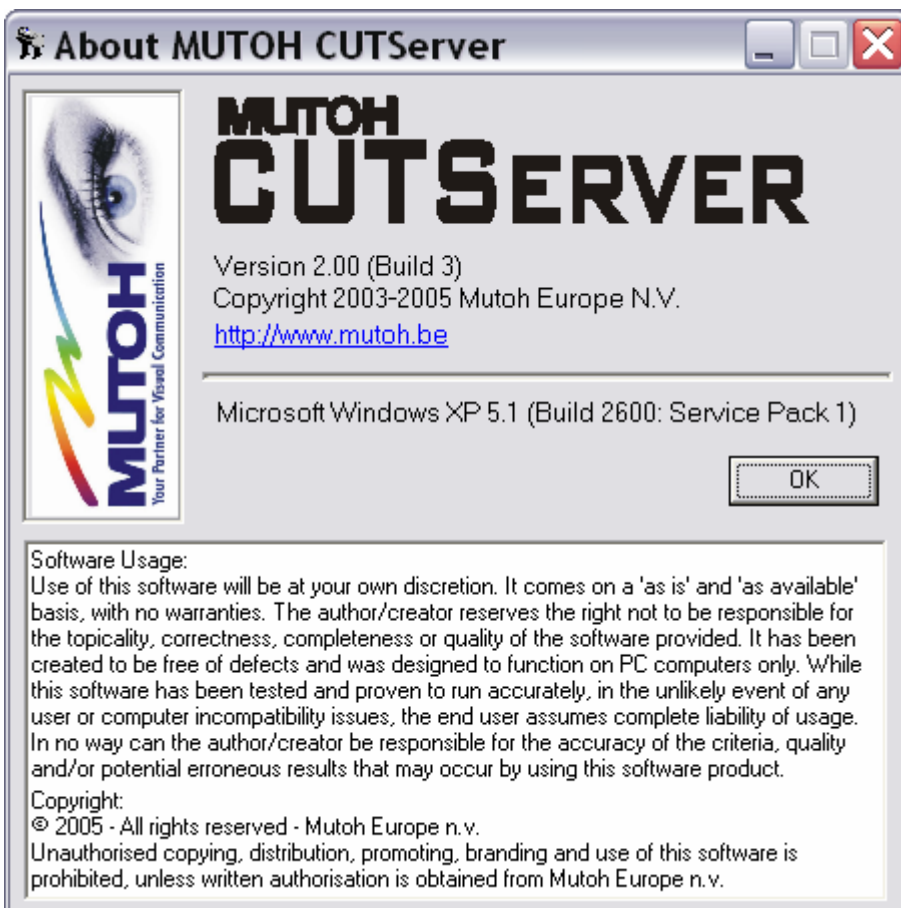 About MUTOH CUTServer
MUTOH
Your Partner for Visual Communication
MUTOH
CUTSERVER
Version 2.00 (Build 3)
Copyright 2003-2005 Mutoh Europe N.V.
http://www.mutoh.be
Microsoft Windows XP 5.1 (Build 2600: Service Pack 1)
OK
Software Usage:
Use of this software will be at your own discretion. It comes on a 'as is' and 'as available'
basis, with no warranties. The author/creator reserves the right not to be responsible for
the topicality, correctness, completeness or quality of the software provided. It has been
created to be free of defects and was designed to function on PC computers only. While
this software has been tested and proven to run accurately, in the unlikely event of any
user or computer incompatibility issues, the end user assumes complete liability of usage.
In no way can the author/creator be responsible for the accuracy of the criteria, quality
and/or potential erroneous results that may occur by using this software product.
Copyright:
© 2005 - All rights reserved - Mutoh Europe n.v.
Unauthorised copying, distribution, promoting, branding and use of this software is
prohibited, unless written authorisation is obtained from Mutoh Europe n.v.